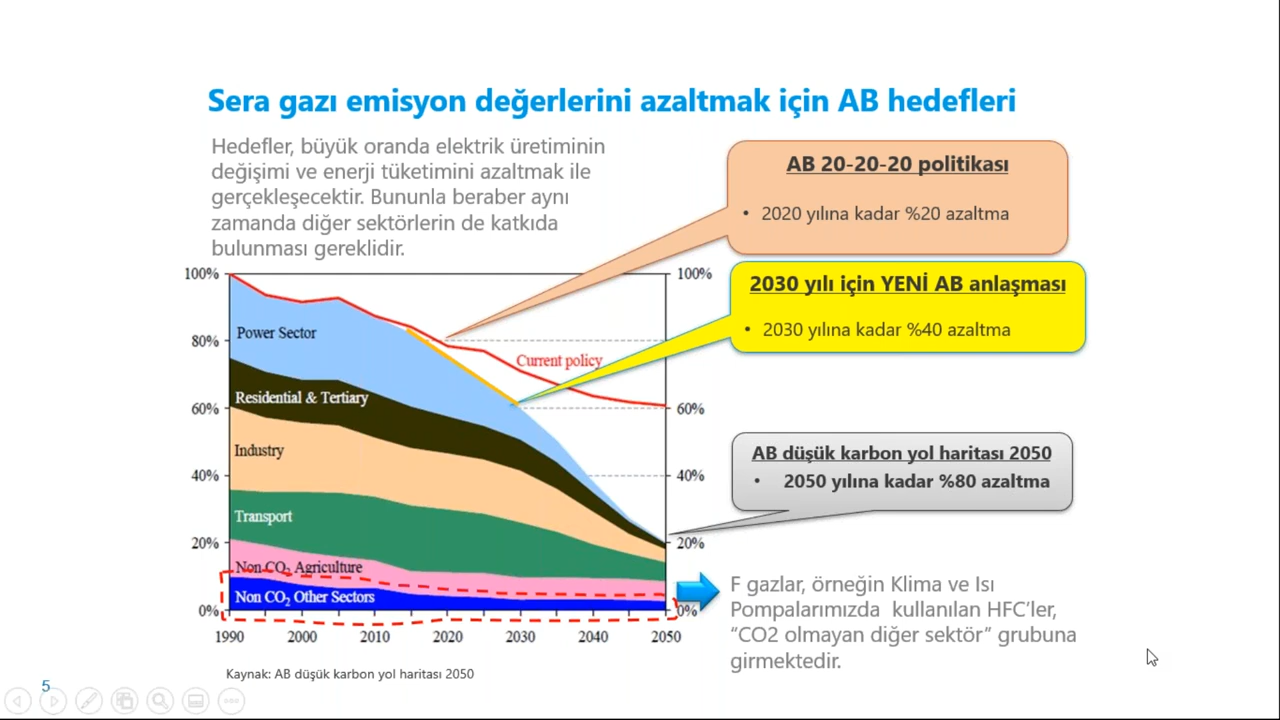 Sera gazı emisyon değerlerini azaltmak için AB hedefleri
Hedefler, büyük oranda elektrik üretiminin
değişimi ve enerji tüketimini azaltmak ile
gerçekleşecektir. Bununla beraber aynı
zamanda diğer sektörlerin de katkıda
bulunması gereklidir.
AB 20-20-20 politikası
• 2020 yılına kadar %20 azaltma
2030 yılı için YENİ AB anlaşması
• 2030 yılına kadar %40 azaltma
AB düşük karbon yol haritası 2050
• 2050 yılına kadar %80 azaltma
100%
80%
60%
40%
20%
0%
100%
60%
40%
20%
0%
Power Sector
Current policy
Residential & Tertiary
Industry
Transport
Non CO2 Agriculture
Non CO2 Other Sectors
1990 2000 2010 2020 2030 2040 2050
F gazlar, örneğin Klima ve Isı
Pompalarımızda kullanılan HFC’ler,
“CO2 olmayan diğer sektör” grubuna
girmektedir.
Kaynak: AB düşük karbon yol haritası 2050
5